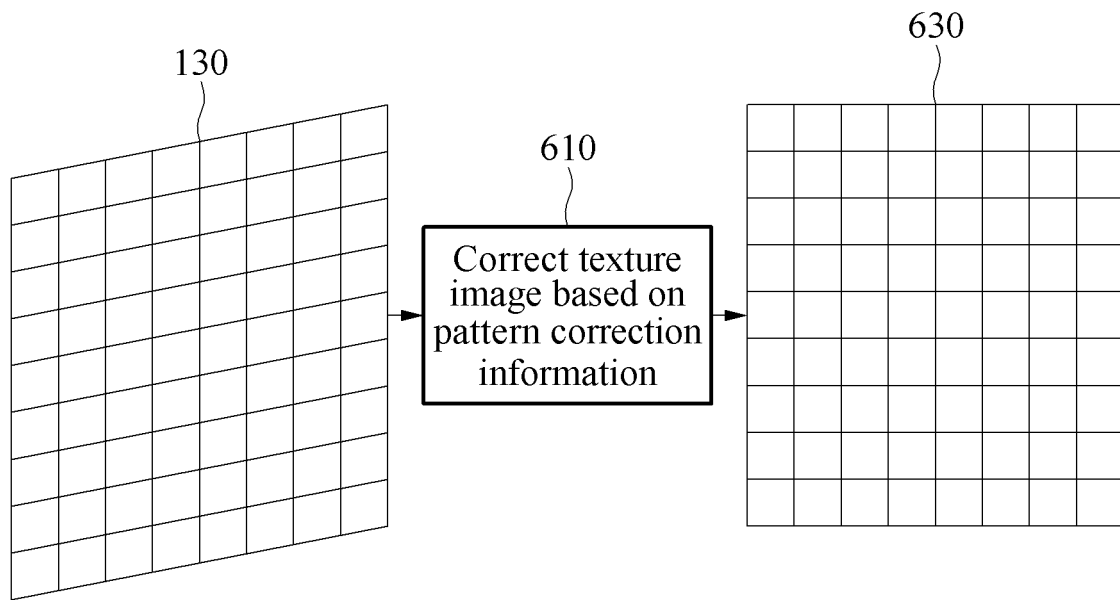 130
610
630
Correct texture
image based on
pattern correction
information